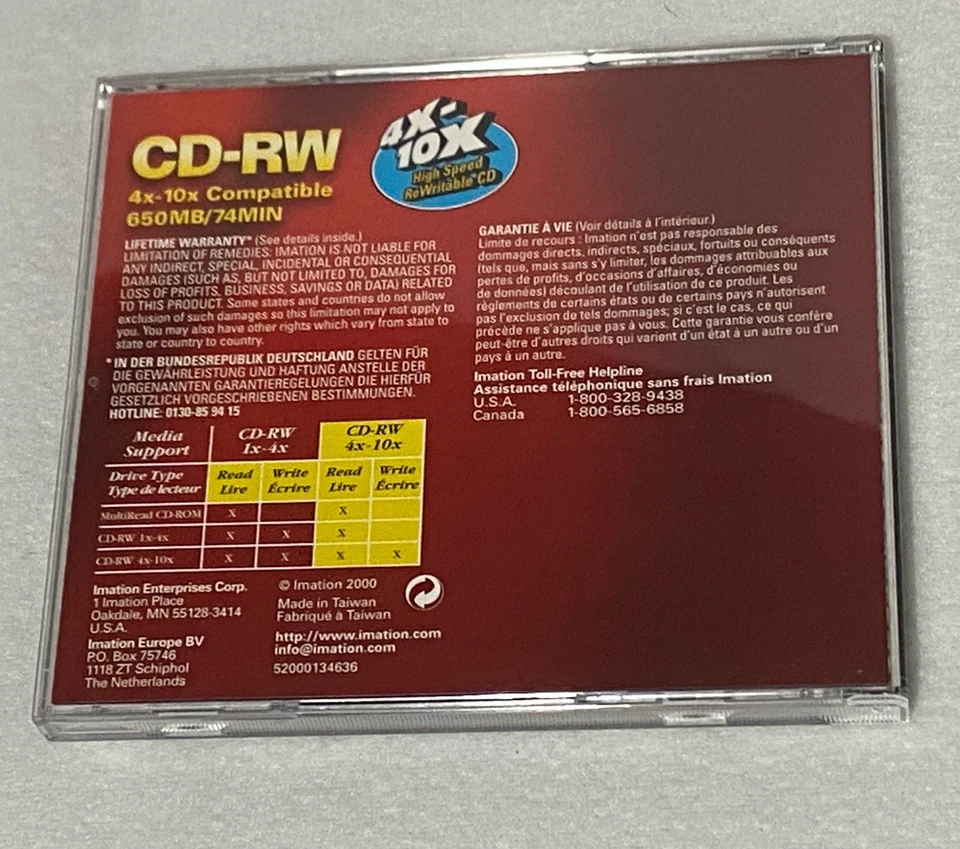 CD-RW
4x-10x Compatible
650MB/74MIN
4X-
10X
High Speed
ReWritable CD
LIFETIME WARRANTY* (See details inside.)
LIMITATION OF REMEDIES: IMATION IS NOT LIABLE FOR
ANY INDIRECT, SPECIAL, INCIDENTAL OR CONSEQUENTIAL
DAMAGES (SUCH AS, BUT NOT LIMITED TO, DAMAGES FOR
LOSS OF PROFITS, BUSINESS, SAVINGS OR DATA) RELATED
TO THIS PRODUCT. Some states and countries do not allow
exclusion of such damages so this limitation may not apply to
you. You may also have other rights which vary from state to
state or country to country.
* IN DER BUNDESREPUBLIK DEUTSCHLAND GELTEN FÜR
DIE GEWÄHRLEISTUNG UND HAFTUNG ANSTELLE DER
VORGENANNTEN GARANTIEREGELUNGEN DIE HIERFÜR
GESETZLICH VORGESCHRIEBENEN BESTIMMUNGEN.
HOTLINE: 0130-85 94 15
GARANTIE À VIE (Voir détails à l'intérieur.)
Limite de recours : Imation n'est pas responsable des
dommages directs, indirects, spéciaux, fortuits ou conséquents
(tels que, mais sans s'y limiter, les dommages attribuables aux
pertes de profits, d'occasions d'affaires, d'économies ou
de données) découlant de l'utilisation de ce produit. Les
règlements de certains états ou de certains pays n'autorisent
pas l'exclusion de tels dommages; si c'est le cas, ce qui
précède ne s'applique pas à vous. Cette garantie vous confère
peut-être d'autres droits qui varient d'un état à un autre ou d'un
pays à un autre.
Imation Toll-Free Helpline
Assistance téléphonique sans frais Imation
U.S.A. 1-800-328-9438
Canada 1-800-565-6858
Media Support CD-RW 1x-4x CD-RW 4x-10x
Drive Type Read Write Read Write
Type de lecteur Lire Écrire Lire Écrire
MultiRead CD-ROM X X
CD-RW 1x-4x X X X
CD-RW 4x-10x X X X X
Imation Enterprises Corp.
1 Imation Place
Oakdale, MN 55128-3414
U.S.A.
Imation Europe BV
P.O. Box 75746
1118 ZT Schiphol
The Netherlands
© Imation 2000
Made in Taiwan
Fabriqué à Taiwan
http://www.imation.com
info@imation.com
52000134636